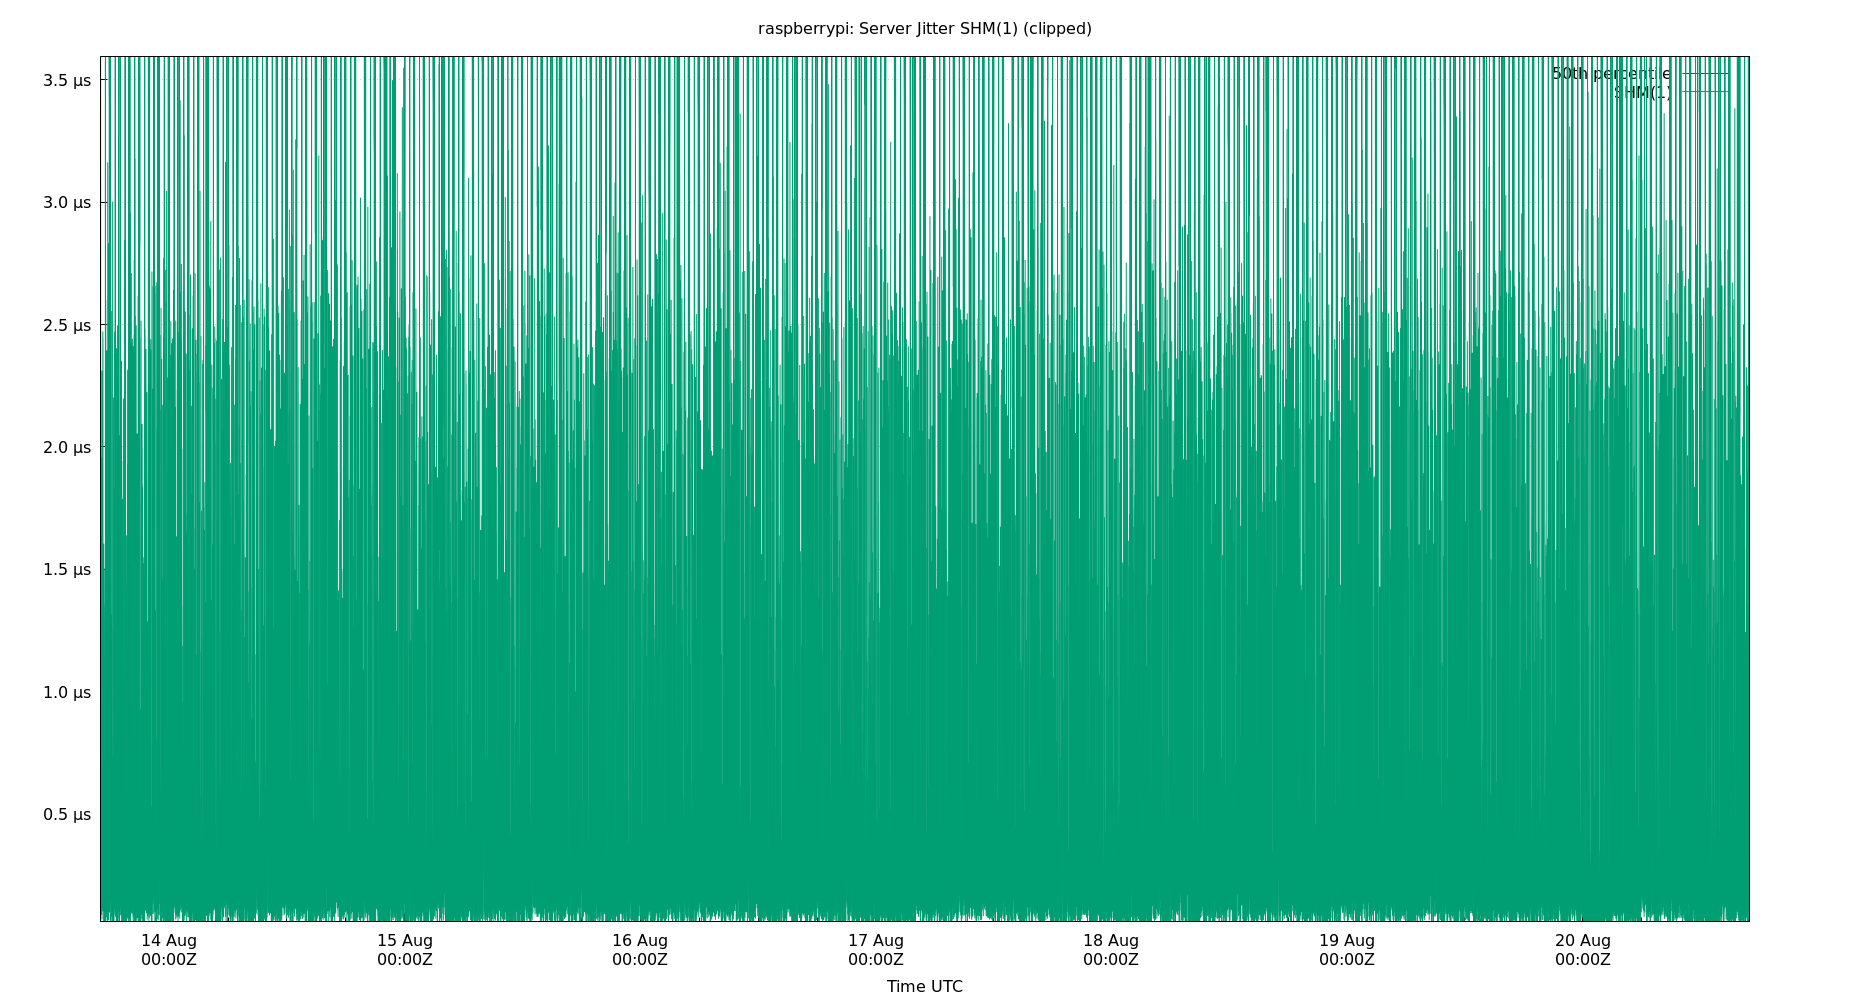 raspberrypi: Server Jitter SHM(1) (clipped)
50th percentile
SHM(1)
3.5 µs
3.0 µs
2.5 µs
2.0 µs
1.5 µs
1.0 µs
0.5 µs
14 Aug 15 Aug 16 Aug 17 Aug 18 Aug 19 Aug 20 Aug
00:00Z 00:00Z 00:00Z 00:00Z 00:00Z 00:00Z 00:00Z
Time UTC